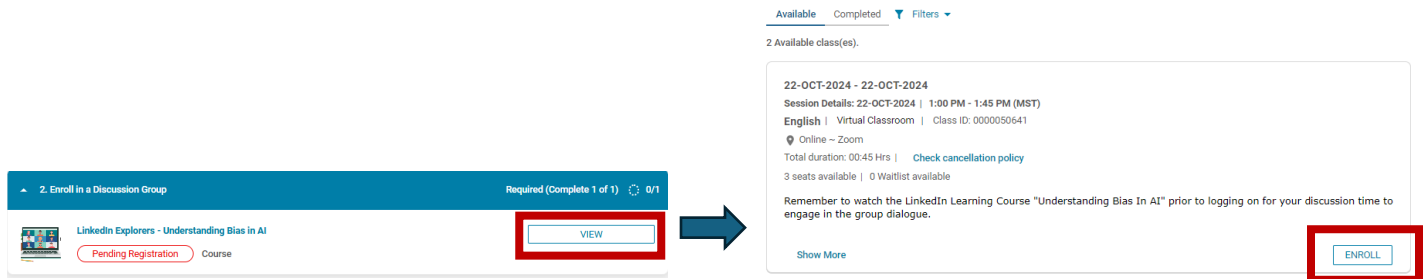 2. Enroll in a Discussion Group
Required (Complete 1 of 1) 0/1
LinkedIn Explorers - Understanding Bias in AI
Pending Registration Course
VIEW
Available Completed Filters
2 Available class(es).
22-OCT-2024 - 22-OCT-2024
Session Details: 22-OCT-2024 | 1:00 PM - 1:45 PM (MST)
English | Virtual Classroom | Class ID: 0000050641
Online ~ Zoom
Total duration: 00:45 Hrs | Check cancellation policy
3 seats available | 0 Waitlist available
Remember to watch the LinkedIn Learning Course "Understanding Bias In AI" prior to logging on for your discussion time to
engage in the group dialogue.
Show More
ENROLL